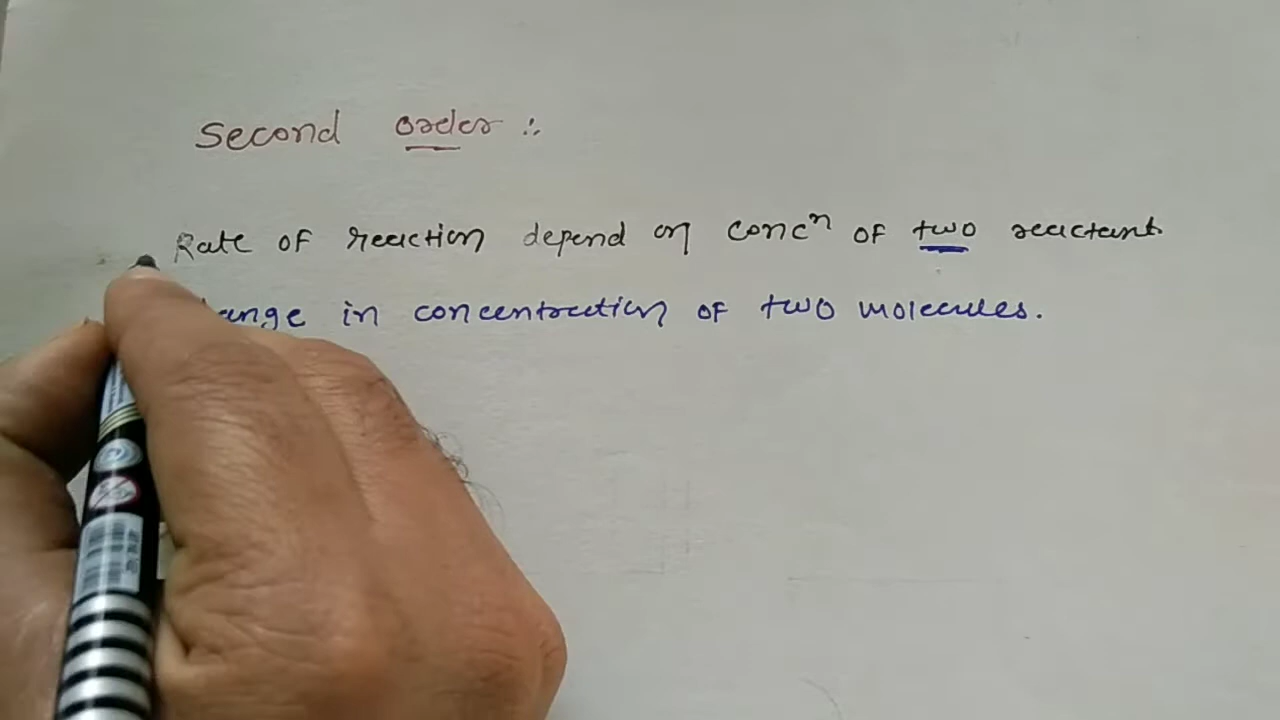 Second order :.
Rate of reaction depend on concⁿ of two reactant
ange in concentration of two molecules.